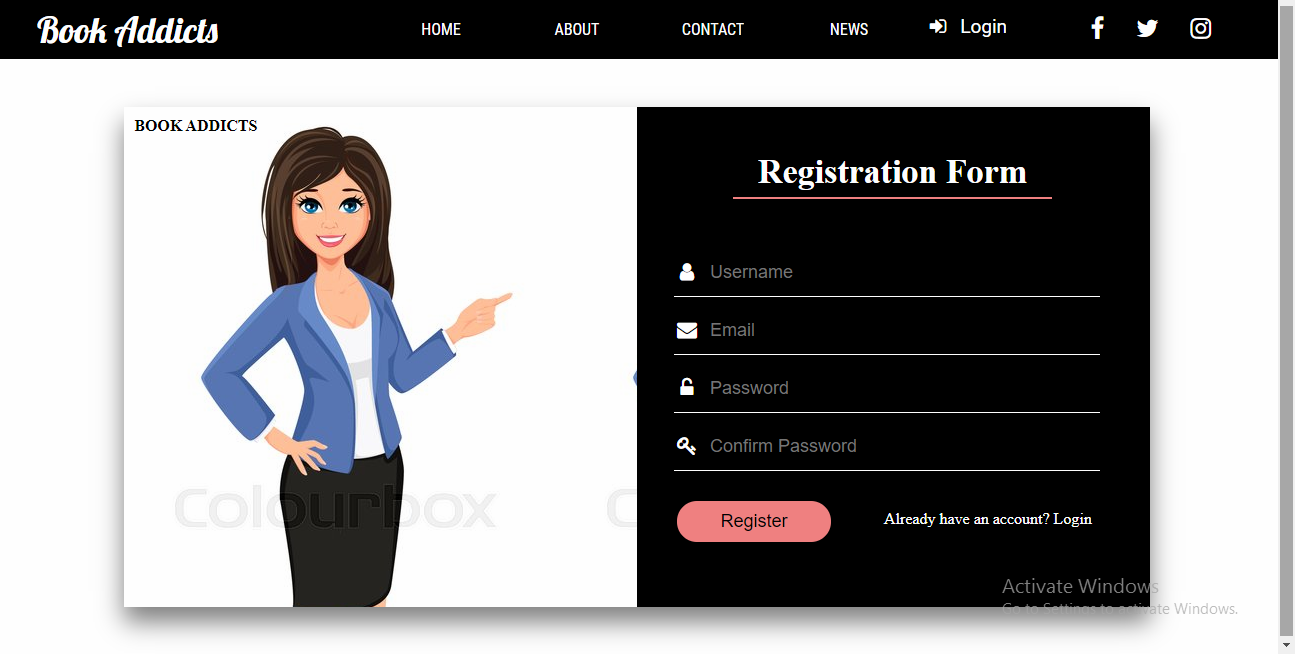 Book Addicts HOME ABOUT CONTACT NEWS Login
BOOK ADDICTS
Registration Form
Username
Email
Password
Confirm Password
colourbox
C
Register Already have an account? Login
Activate Windows
Go to Settings to activate Windows.